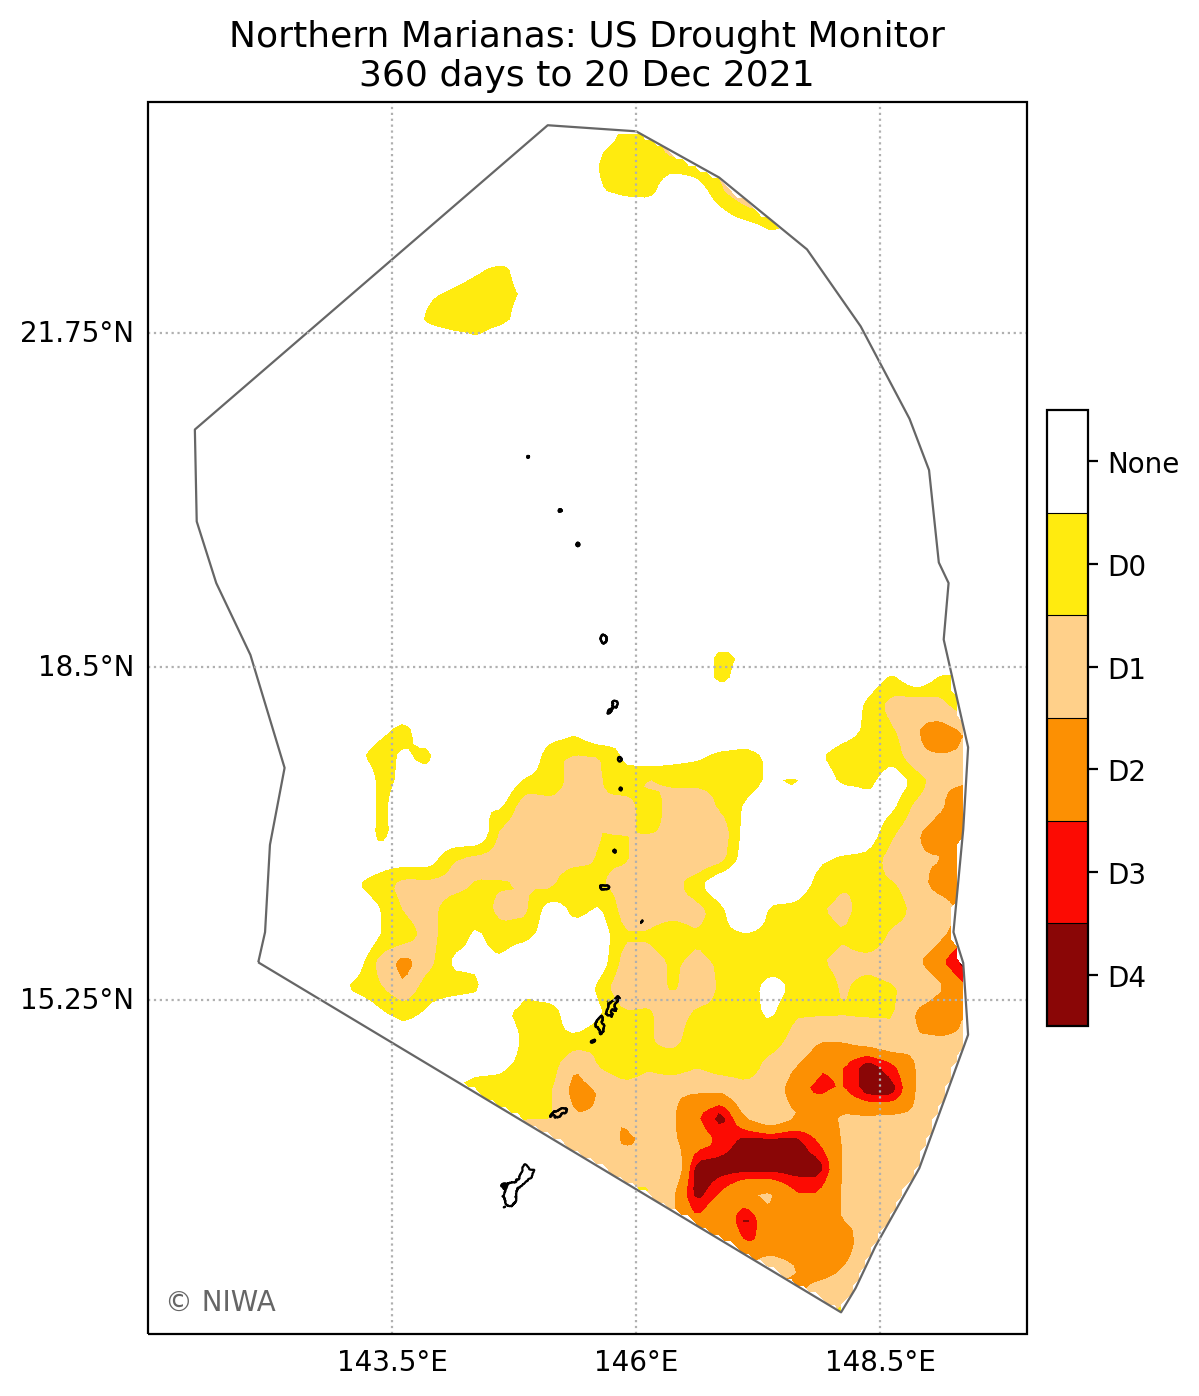 Northern Marianas: US Drought Monitor
360 days to 20 Dec 2021
21.75°N
18.5°N
15.25°N
143.5°E
146°E
148.5°E
None
D0
D1
D2
D3
D4
© NIWA